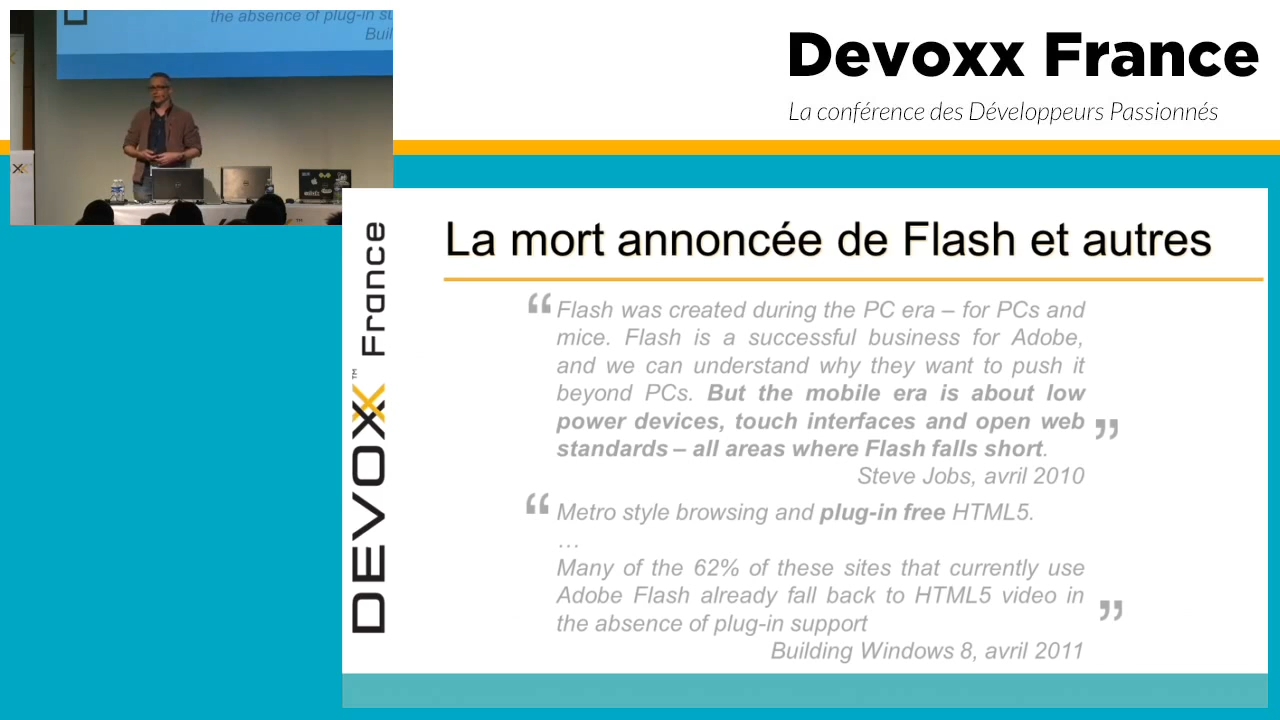 the absence of plug-in su
Buil
Devoxx France
La conférence des Développeurs Passionnés
DEVOXX™ France
La mort annoncée de Flash et autres
“ Flash was created during the PC era – for PCs and
mice. Flash is a successful business for Adobe,
and we can understand why they want to push it
beyond PCs. But the mobile era is about low
power devices, touch interfaces and open web
standards – all areas where Flash falls short. ”
Steve Jobs, avril 2010
“ Metro style browsing and plug-in free HTML5.
…
Many of the 62% of these sites that currently use
Adobe Flash already fall back to HTML5 video in
the absence of plug-in support ”
Building Windows 8, avril 2011